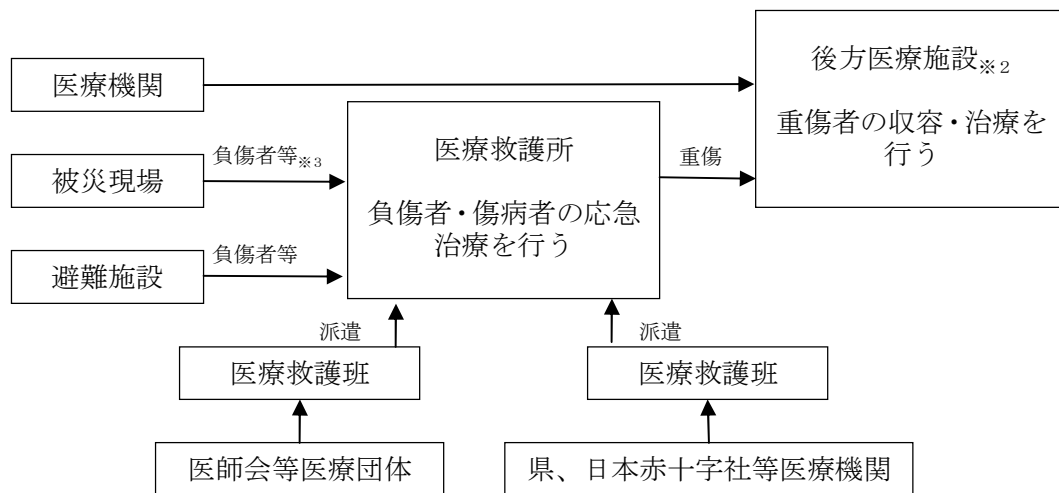 医療機関
後方医療施設※2
重傷者の収容・治療を
行う
被災現場
負傷者等※3
医療救護所
負傷者・傷病者の応急
治療を行う
重傷
避難施設
負傷者等
派遣
派遣
医療救護班
医療救護班
医師会等医療団体
県、日本赤十字社等医療機関